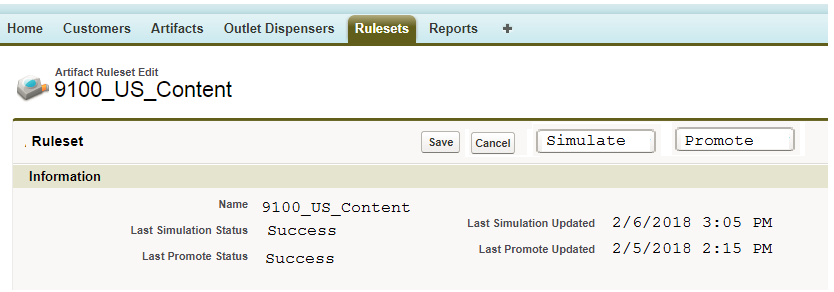 Home Customers Artifacts Outlet Dispensers Rulesets Reports +
Artifact Ruleset Edit
9100_US_Content
Ruleset Save Cancel Simulate Promote
Information
Name 9100_US_Content
Last Simulation Status Success Last Simulation Updated 2/6/2018 3:05 PM
Last Promote Status Success Last Promote Updated 2/5/2018 2:15 PM